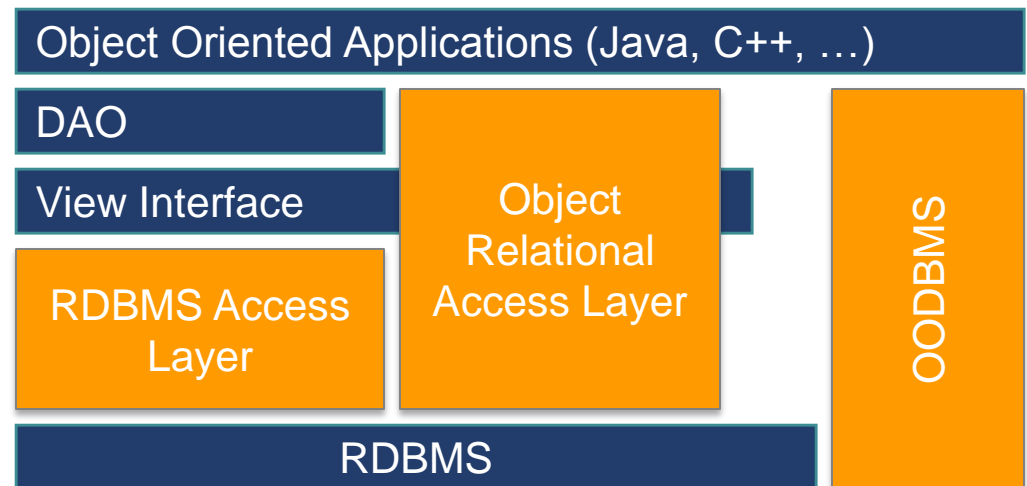 Object Oriented Applications (Java, C++, …)
DAO
View Interface
Object
Relational
Access Layer
RDBMS Access
Layer
OODBMS
RDBMS